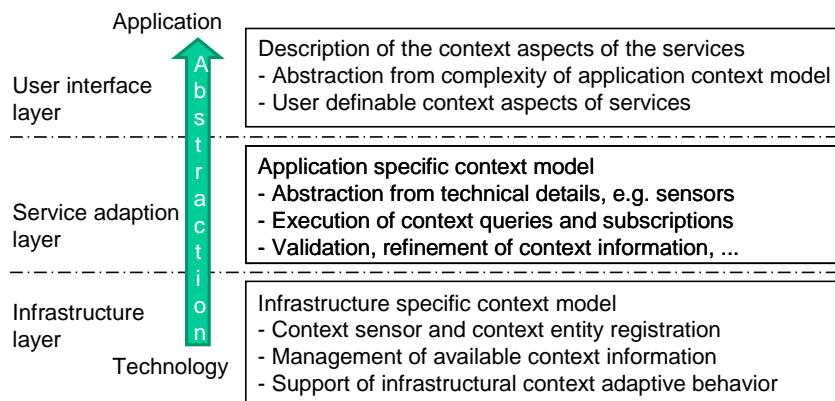 Application
Abstraction
User interface
layer
Description of the context aspects of the services
- Abstraction from complexity of application context model
- User definable context aspects of services
Service adaption
layer
Application specific context model
- Abstraction from technical details, e.g. sensors
- Execution of context queries and subscriptions
- Validation, refinement of context information, ...
Infrastructure
layer
Infrastructure specific context model
- Context sensor and context entity registration
- Management of available context information
- Support of infrastructural context adaptive behavior
Technology